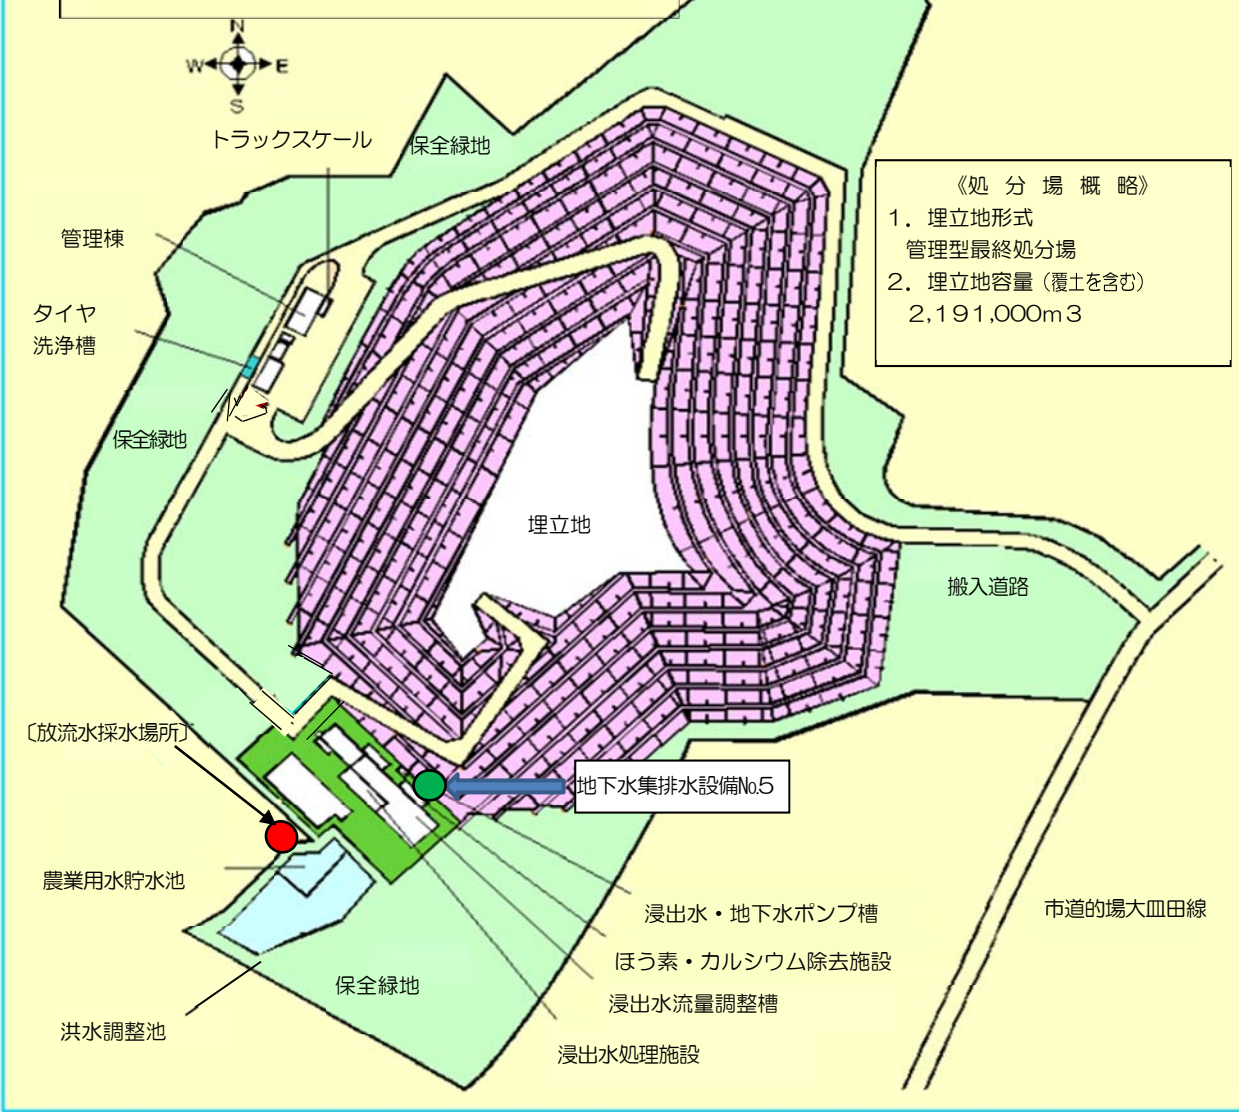 N
W E
S
トラックスケール
保全緑地
管理棟
タイヤ
洗浄槽
保全緑地
《処 分 場 概 略》
1．埋立地形式
管理型最終処分場
2．埋立地容量（覆土を含む）
2,191,000m3
埋立地
搬入道路
〔放流水採水場所〕
地下水集排水設備№5
農業用水貯水池
浸出水・地下水ポンプ槽
市道的場大皿田線
ほう素・カルシウム除去施設
保全緑地
浸出水流量調整槽
洪水調整池
浸出水処理施設